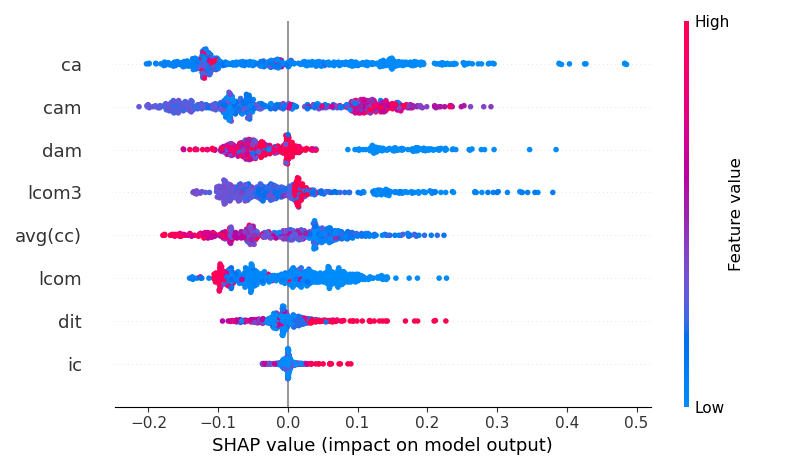 High
ca
cam
dam
lcom3
avg(cc)
lcom
dit
ic
Feature value
Low
−0.2 −0.1 0.0 0.1 0.2 0.3 0.4 0.5
SHAP value (impact on model output)